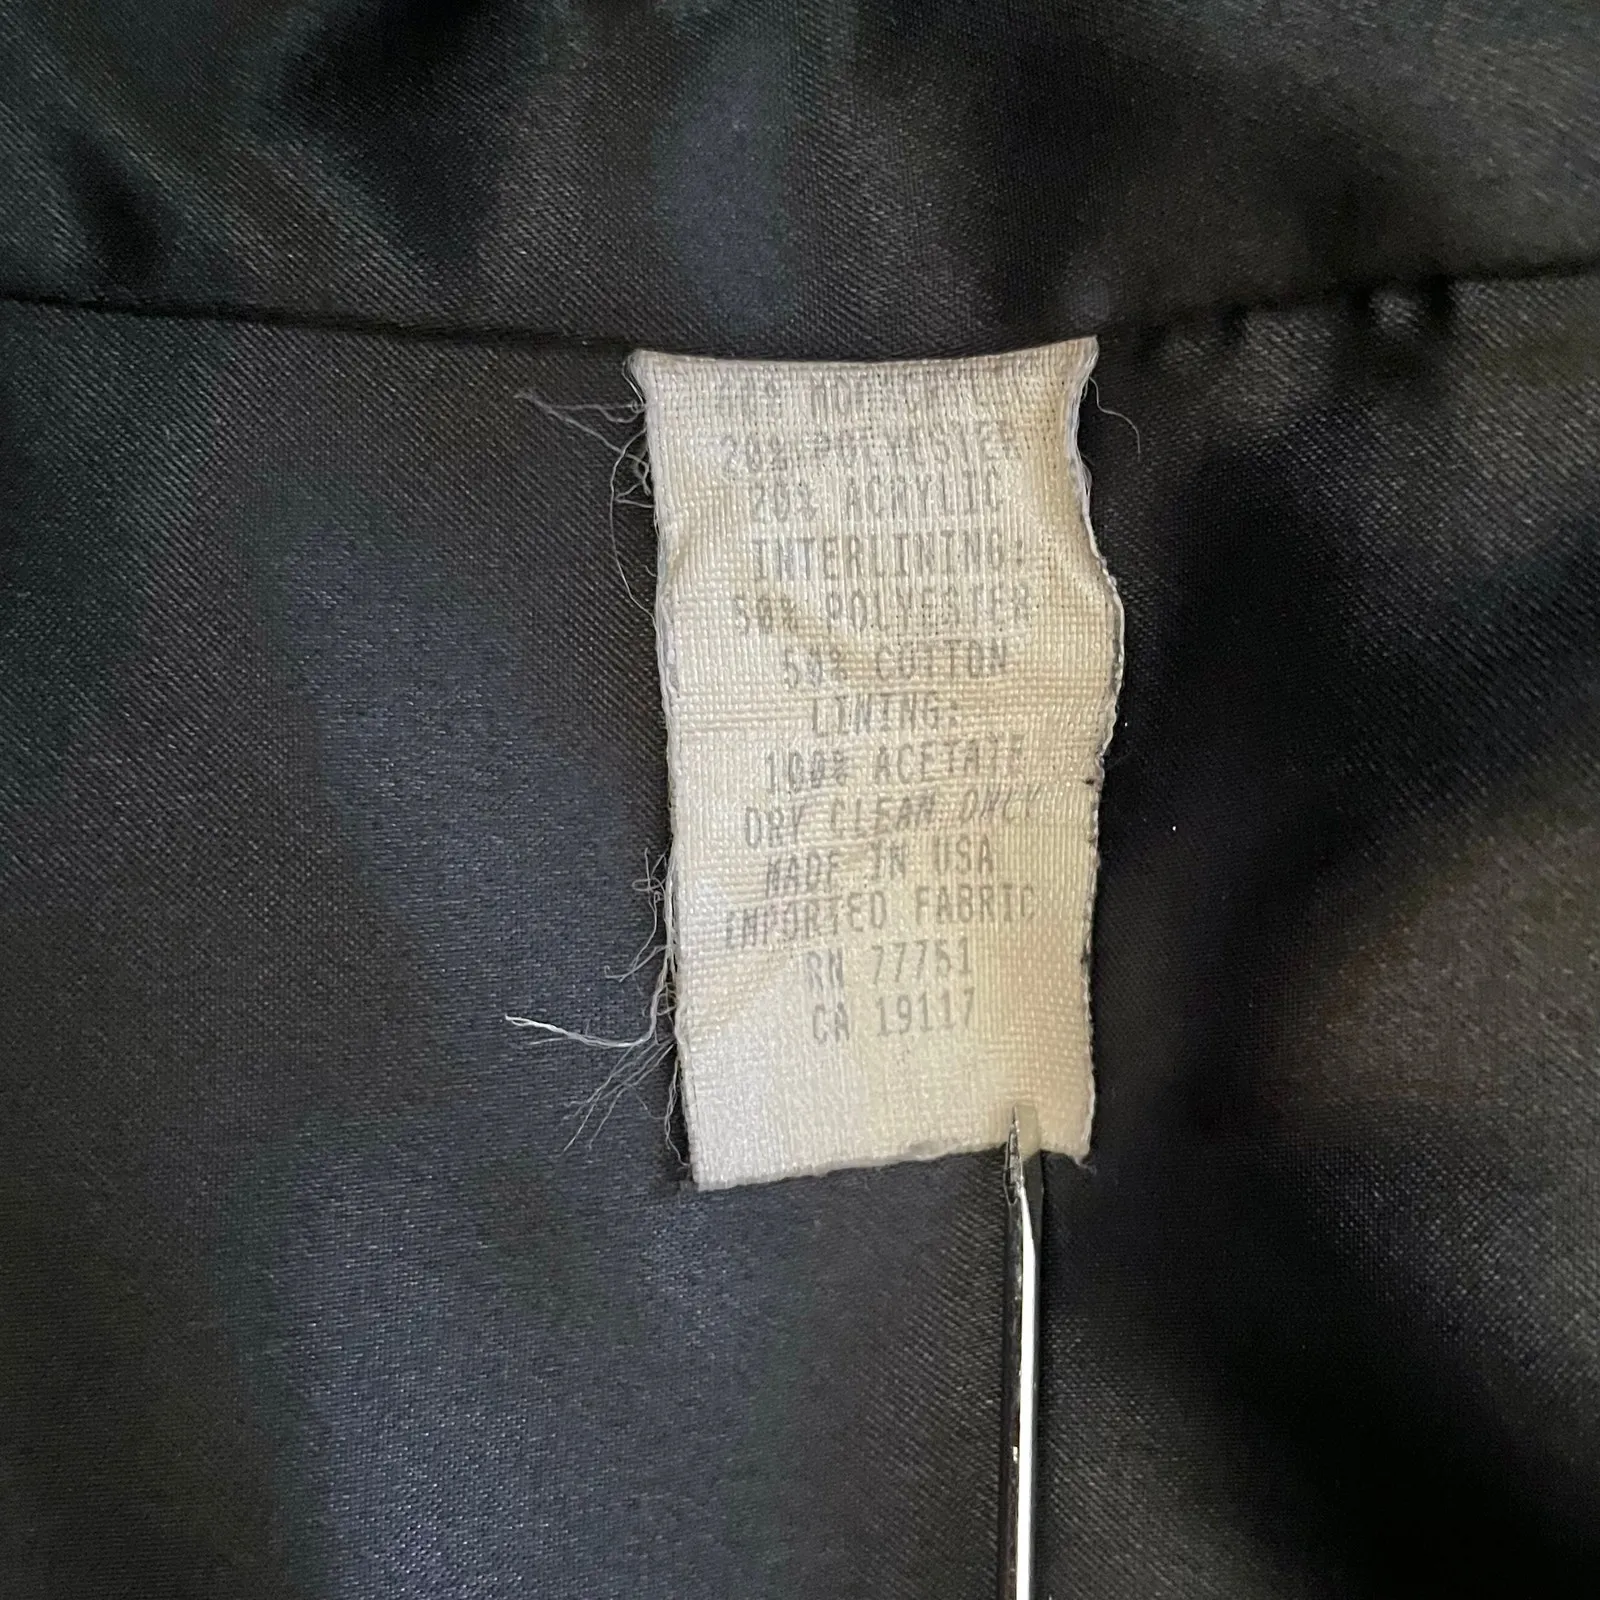 20% POLYESTER
20% ACRYLIC
INTERLINING:
50% POLYESTER
50% COTTON
LINING:
100% ACETATE
DRY CLEAN ONLY
MADE IN USA
IMPORTED FABRIC
RN 77761
CA 19117